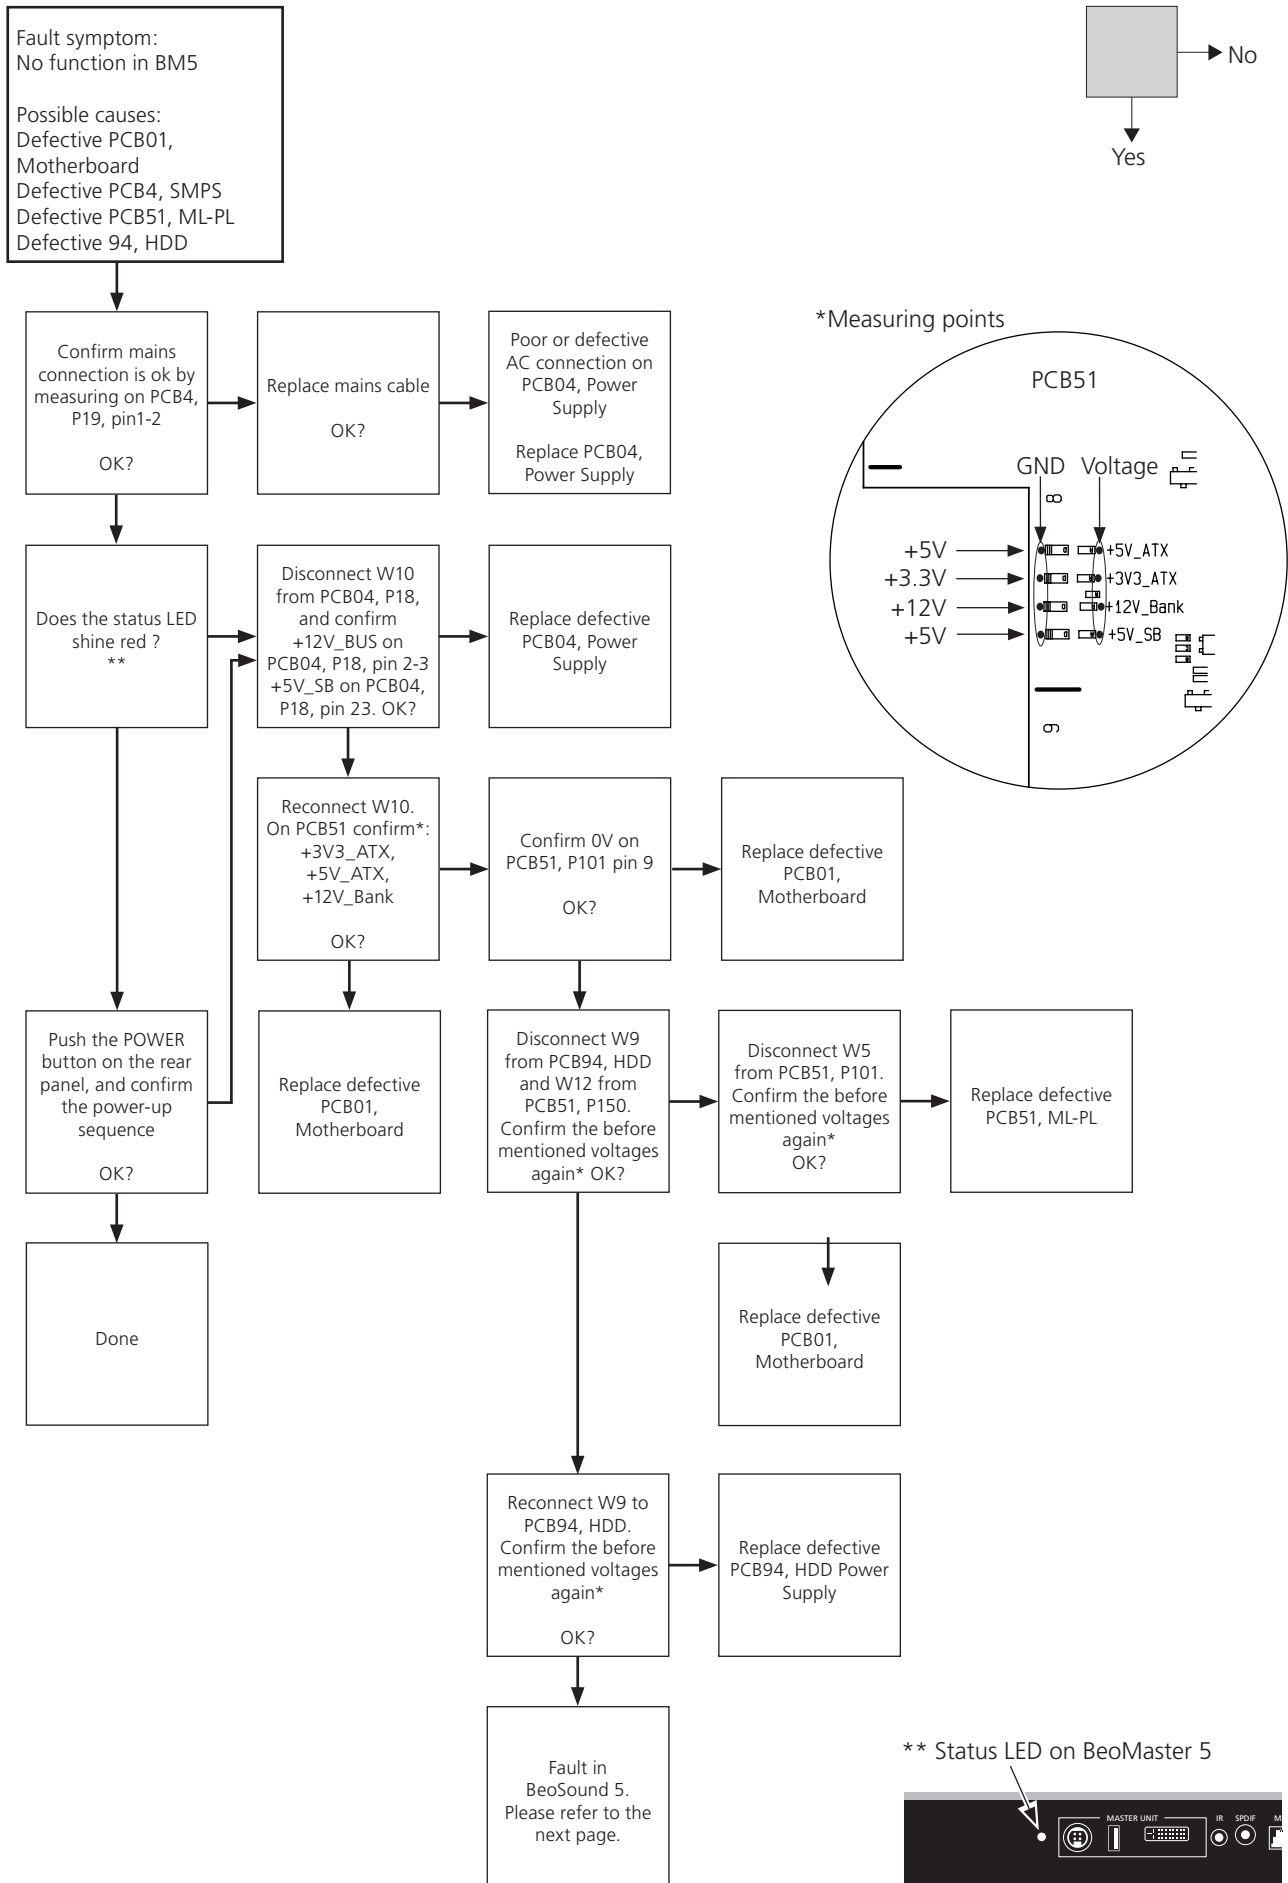 Fault symptom:
No function in BM5
Possible causes:
Defective PCB01,
Motherboard
Defective PCB4, SMPS
Defective PCB51, ML-PL
Defective 94, HDD
No
Yes
Confirm mains
connection is ok by
measuring on PCB4,
P19, pin1-2
OK?
Replace mains cable
OK?
Poor or defective
AC connection on
PCB04, Power
Supply
Replace PCB04,
Power Supply
*Measuring points
PCB51
GND Voltage
8
+5V
+5V_ATX
+3.3V
+3V3_ATX
+12V
+12V_Bank
+5V
+5V_SB
9
Does the status LED
shine red ?
**
Disconnect W10
from PCB04, P18,
and confirm
+12V_BUS on
PCB04, P18, pin 2-3
+5V_SB on PCB04,
P18, pin 23. OK?
Replace defective
PCB04, Power
Supply
Reconnect W10.
On PCB51 confirm*:
+3V3_ATX,
+5V_ATX,
+12V_Bank
OK?
Confirm 0V on
PCB51, P101 pin 9
OK?
Replace defective
PCB01,
Motherboard
Push the POWER
button on the rear
panel, and confirm
the power-up
sequence
OK?
Replace defective
PCB01,
Motherboard
Disconnect W9
from PCB94, HDD
and W12 from
PCB51, P150.
Confirm the before
mentioned voltages
again* OK?
Disconnect W5
from PCB51, P101.
Confirm the before
mentioned voltages
again*
OK?
Replace defective
PCB51, ML-PL
Done
Replace defective
PCB01,
Motherboard
Reconnect W9 to
PCB94, HDD.
Confirm the before
mentioned voltages
again*
OK?
Replace defective
PCB94, HDD Power
Supply
Fault in
BeoSound 5.
Please refer to the
next page.
** Status LED on BeoMaster 5
MASTER UNIT
IR
SPDIF